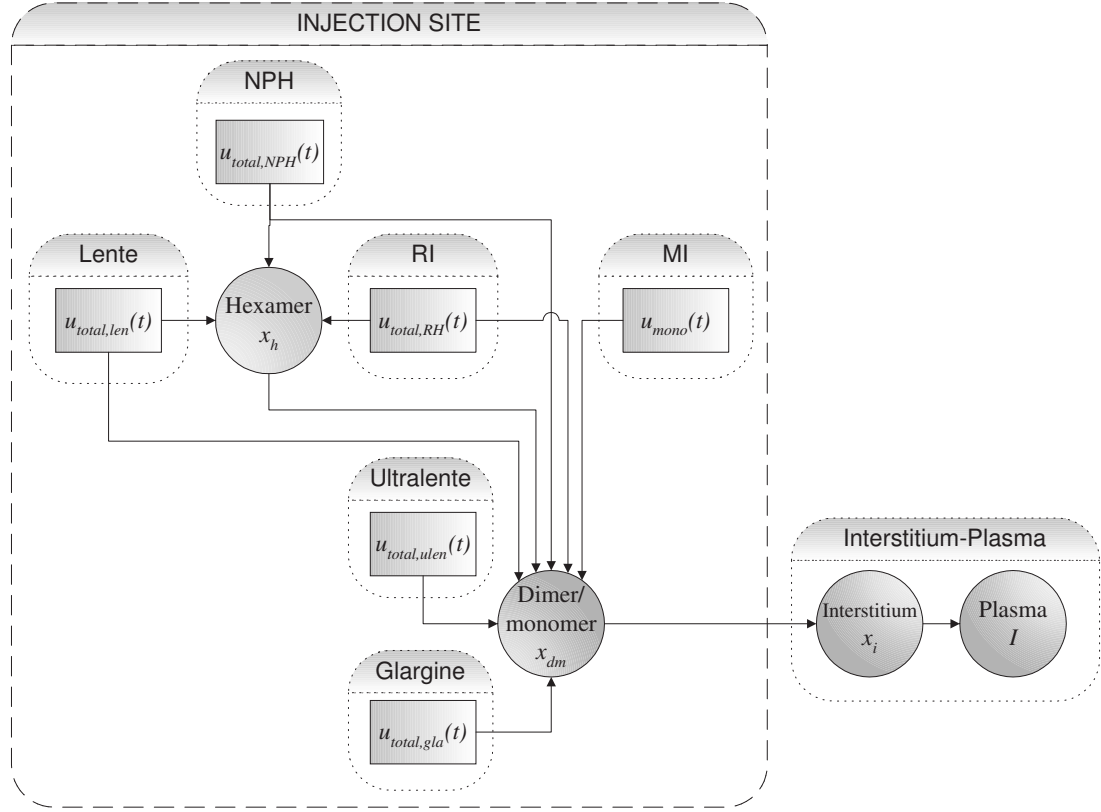 INJECTION SITE
NPH
u_total,NPH(t)
Lente
RI
MI
u_total,len(t)
Hexamer
x_h
u_total,RH(t)
u_mono(t)
Ultralente
u_total,ulen(t)
Interstitium-Plasma
Dimer/
monomer
x_dm
Interstitium
x_i
Plasma
I
Glargine
u_total,gla(t)